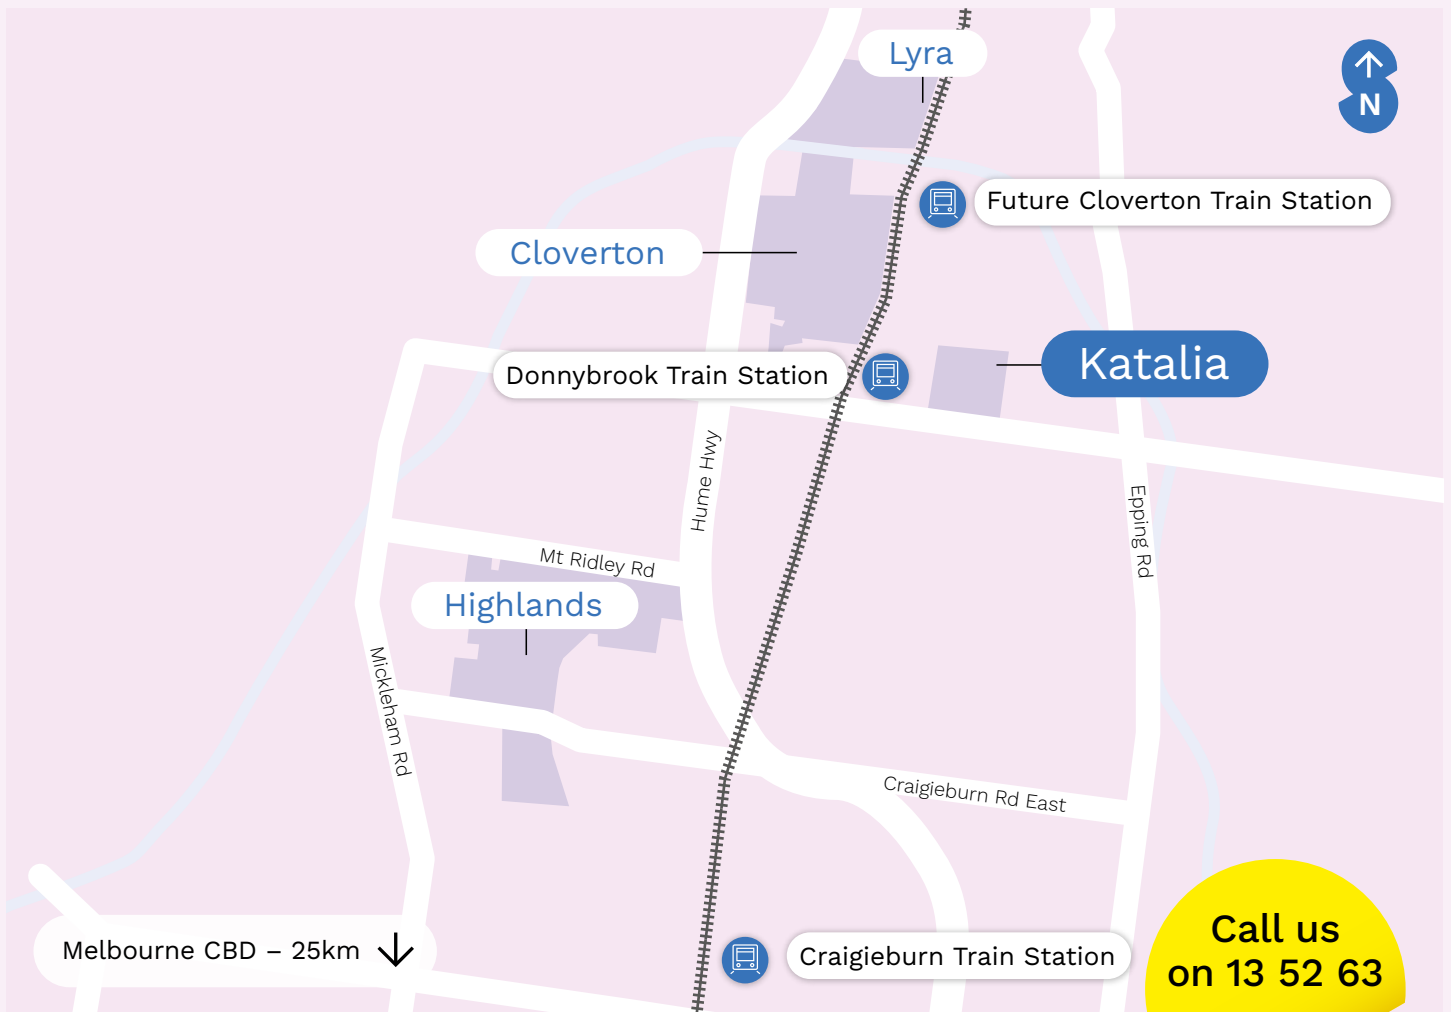 Lyra
N
Future Cloverton Train Station
Cloverton
Katalia
Donnybrook Train Station
Hume Hwy
Epping Rd
Mt Ridley Rd
Highlands
Mickleham Rd
Craigieburn Rd East
Call us
on 13 52 63
Melbourne CBD – 25km
Craigieburn Train Station